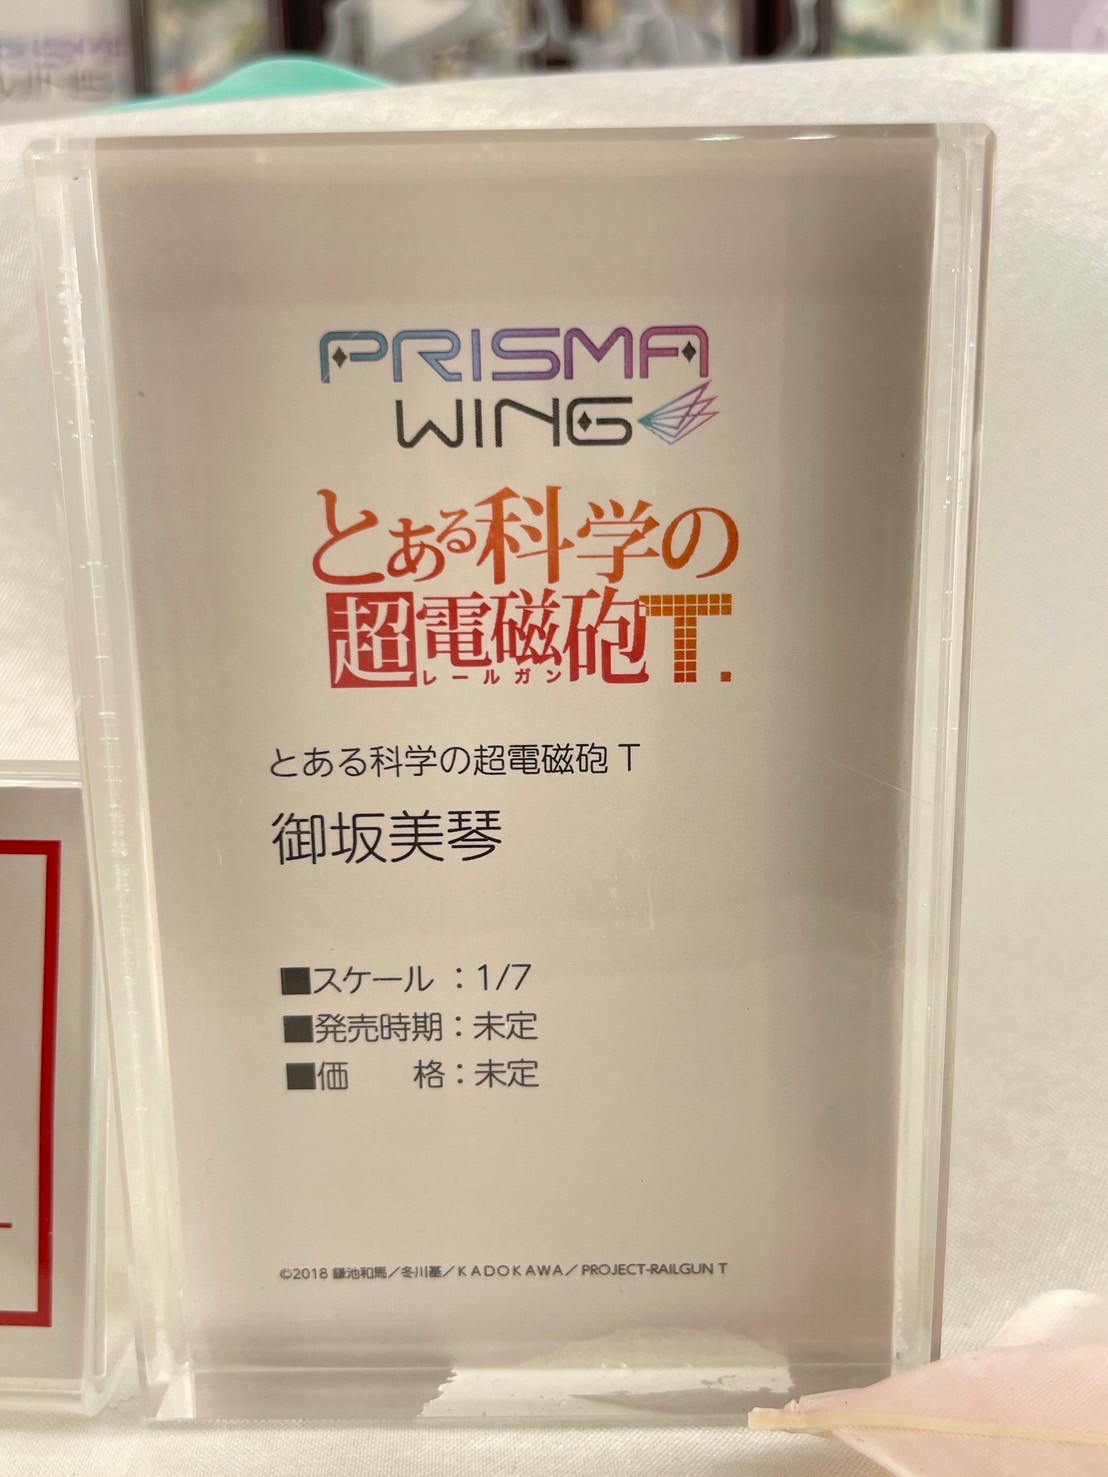 PRISMA
WING
とある科学の
超電磁砲T.
レールガン
とある科学の超電磁砲 T
御坂美琴
■スケール ：1/7
■発売時期：未定
■価　　格：未定
©2018 鎌池和馬／冬川基／KADOKAWA／PROJECT-RAILGUN T